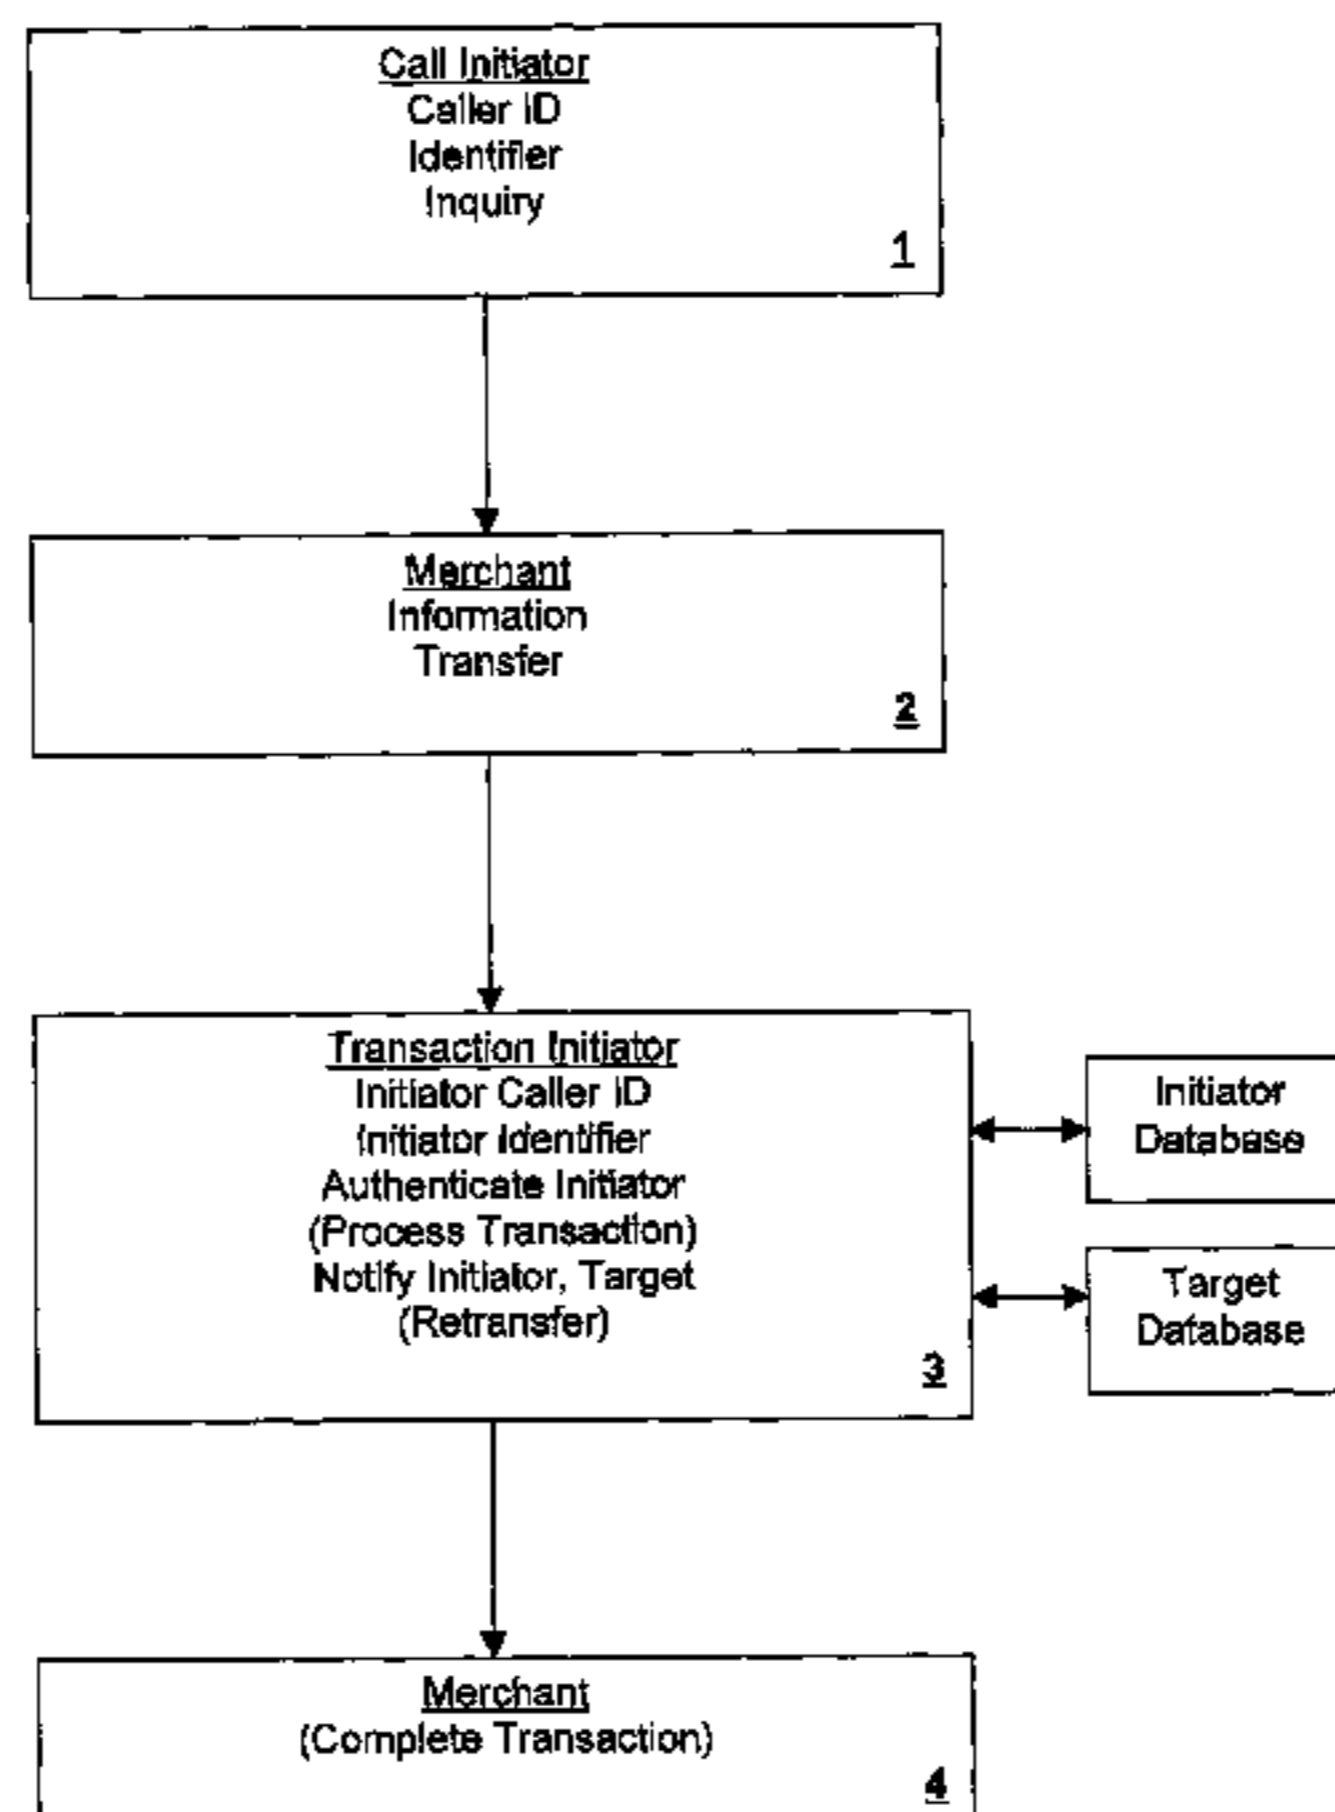 Call Initiator
Caller ID
Identifier
Inquiry
1
Merchant
Information
Transfer
2
Transaction Initiator
Initiator Caller ID
Initiator Identifier
Authenticate Initiator
(Process Transaction)
Notify Initiator, Target
(Retransfer)
3
Initiator
Database
Target
Database
Merchant
(Complete Transaction)
4